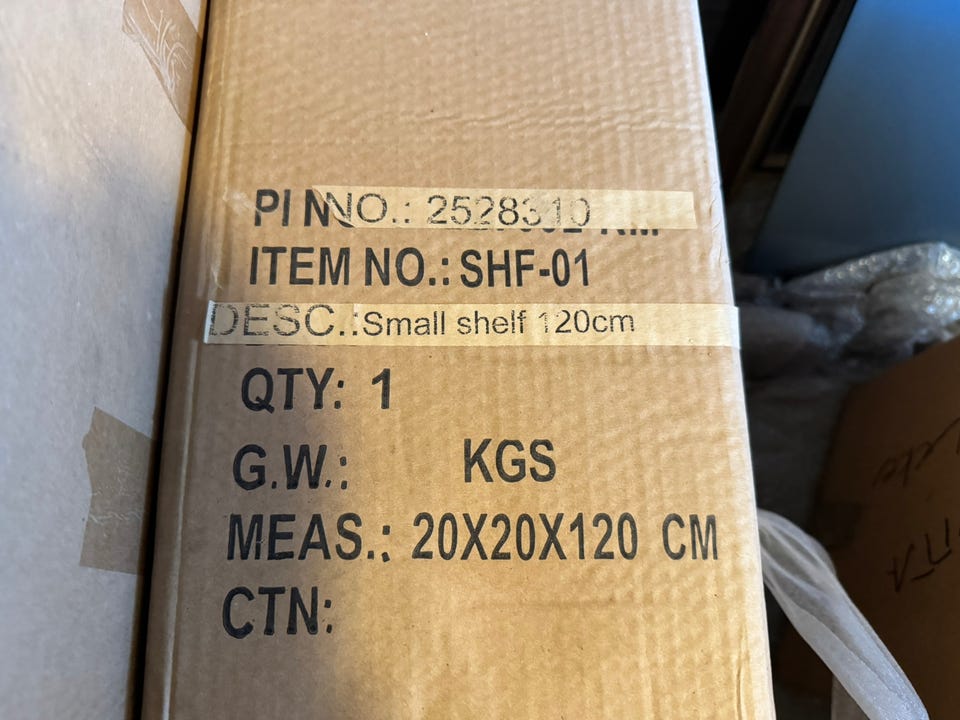 PI NO.: 2528310
ITEM NO.: SHF-01
DESC.: Small shelf 120cm
QTY: 1
G.W.: KGS
MEAS.: 20X20X120 CM
CTN: